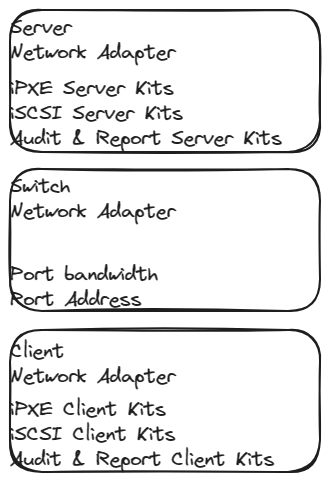 Server
Network Adapter
iPXE Server Kits
iSCSI Server Kits
Audit & Report Server Kits
Switch
Network Adapter
Port bandwidth
Port Address
Client
Network Adapter
iPXE Client Kits
iSCSI Client Kits
Audit & Report Client Kits